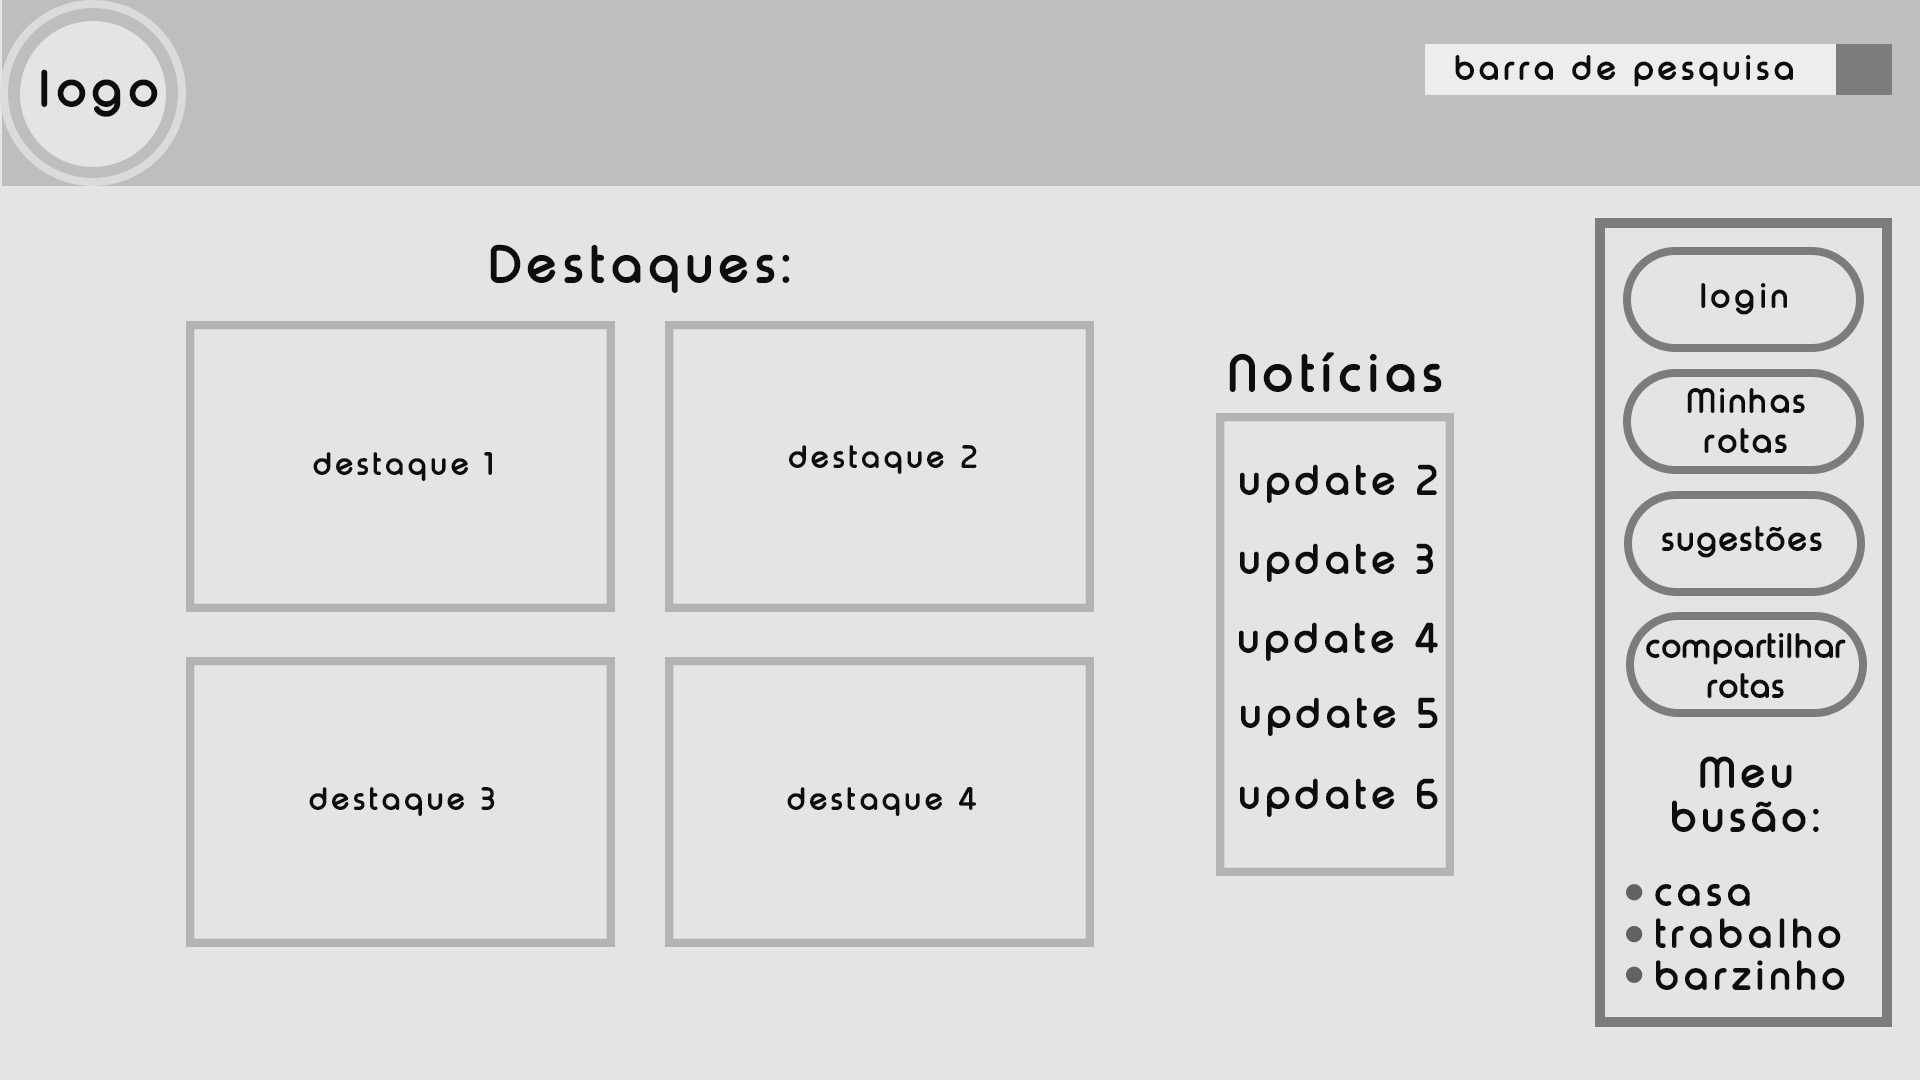 logo
barra de pesquisa
Destaques:
destaque 1
destaque 2
destaque 3
destaque 4
Notícias
update 2
update 3
update 4
update 5
update 6
login
Minhas
rotas
sugestões
compartilhar
rotas
Meu
busão:
casa
trabalho
barzinho